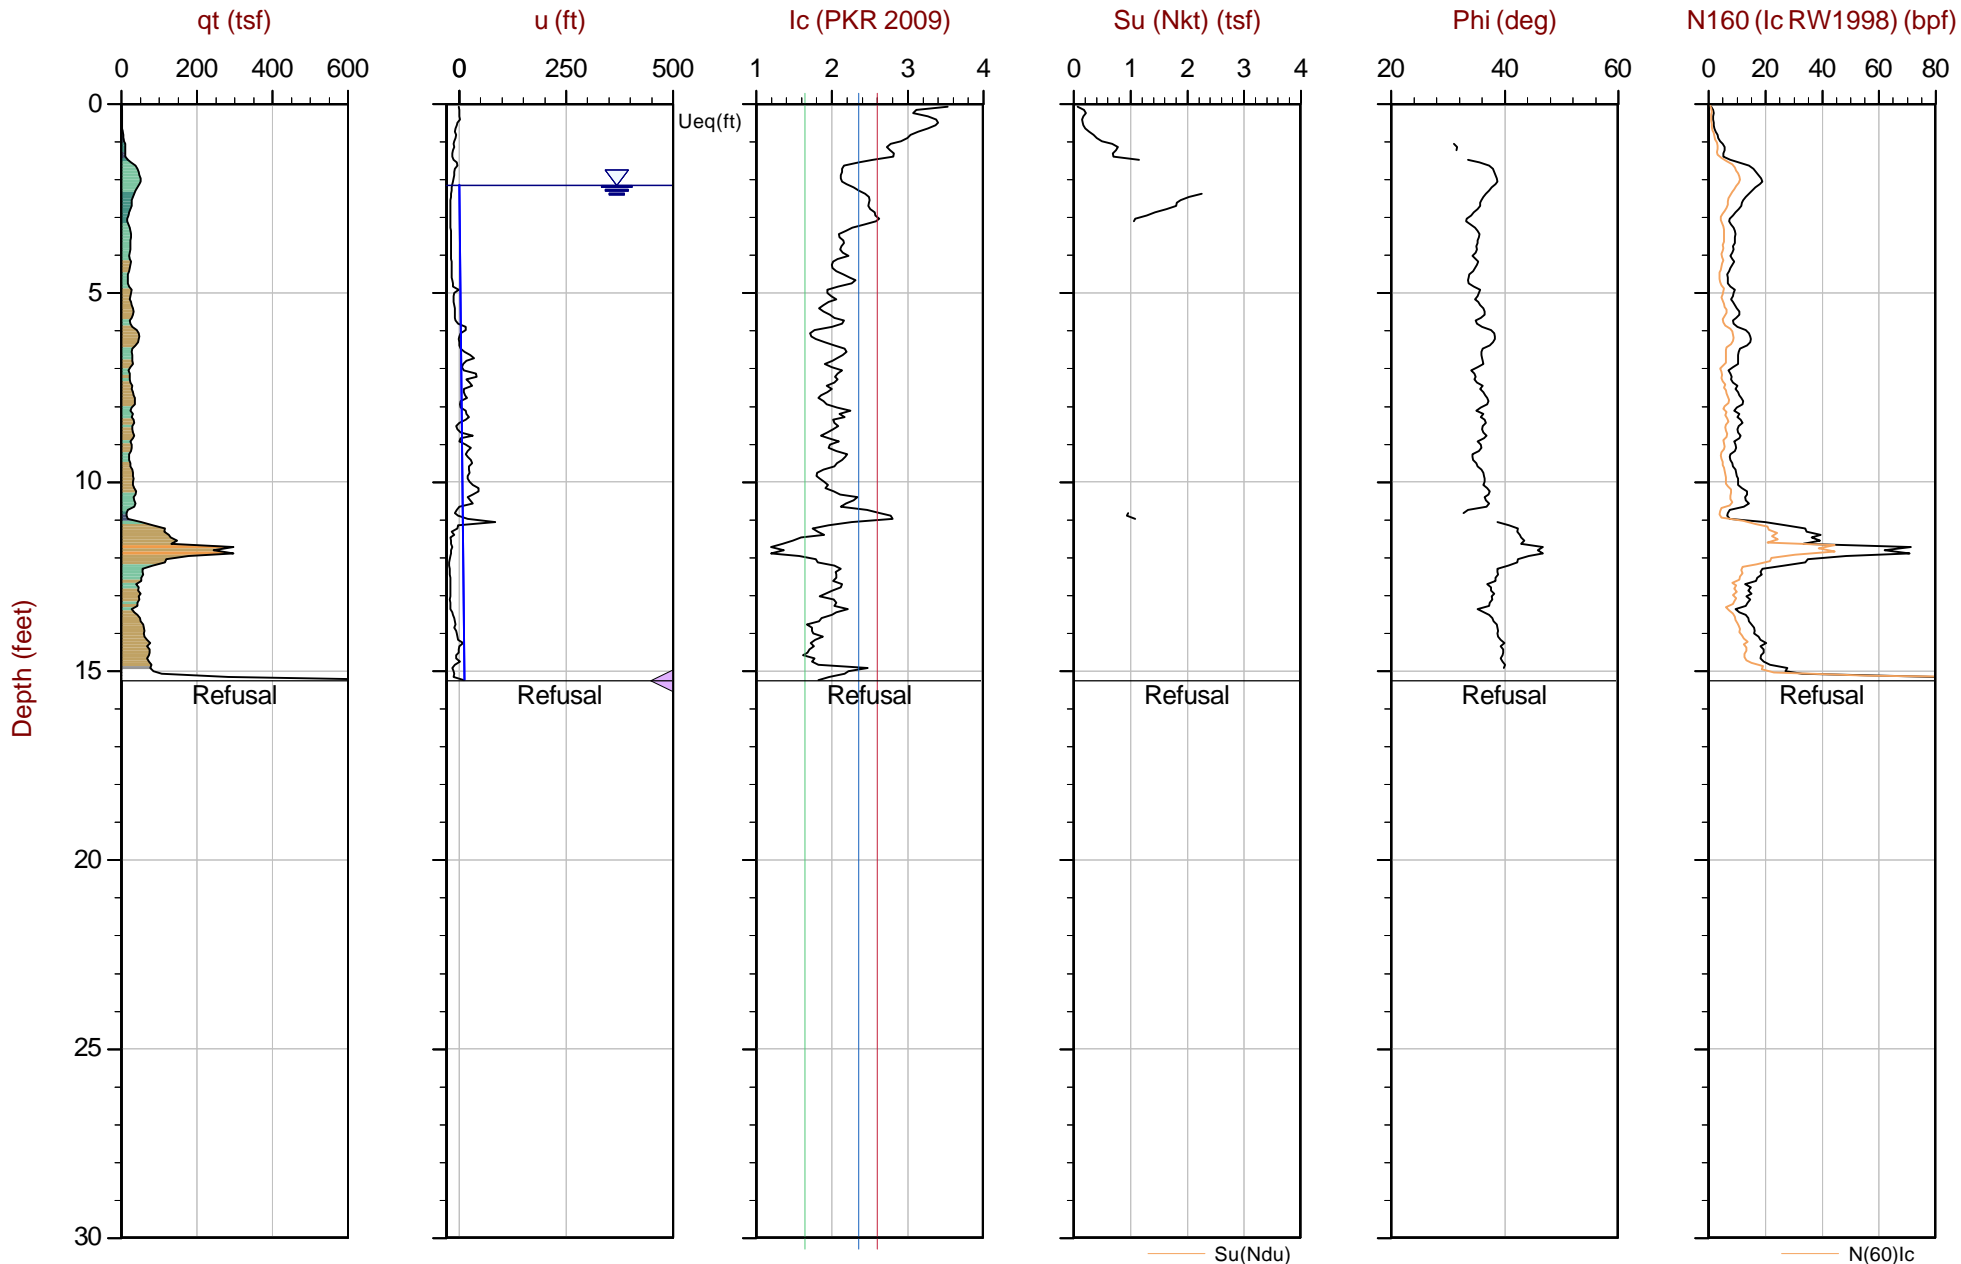 qt (tsf) u (ft) Ic (PKR 2009) Su (Nkt) (tsf) Phi (deg) N160 (Ic RW1998) (bpf)
0 200 400 600 0 250 500 1 2 3 4 0 1 2 3 4 20 40 60 0 20 40 60 80
0
Ueq(ft)
5
10
15
Refusal Refusal Refusal Refusal Refusal Refusal
Depth (feet)
20
25
30
Su(Ndu) N(60)Ic